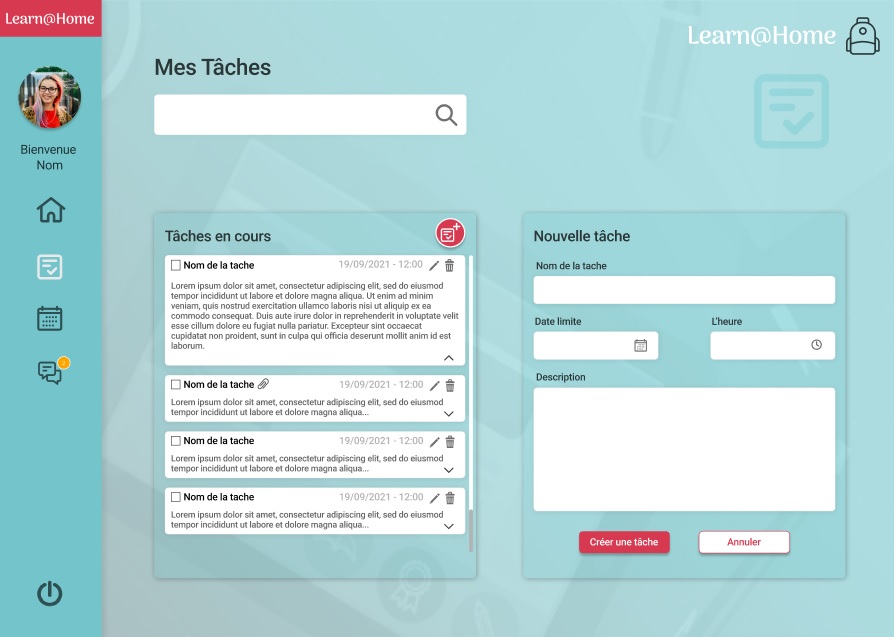 Learn@Home
Learn@Home
Bienvenue
Nom
Mes Tâches
Tâches en cours
Nom de la tache
19/09/2021 - 12:00
Lorem ipsum dolor sit amet, consectetur adipiscing elit, sed do eiusmod
tempor incididunt ut labore et dolore magna aliqua. Ut enim ad minim
veniam, quis nostrud exercitation ullamco laboris nisi ut aliquip ex ea
commodo consequat. Duis aute irure dolor in reprehenderit in voluptate velit
esse cillum dolore eu fugiat nulla pariatur. Excepteur sint occaecat
cupidatat non proident, sunt in culpa qui officia deserunt mollit anim id est
laborum.
Nom de la tache
19/09/2021 - 12:00
Lorem ipsum dolor sit amet, consectetur adipiscing elit, sed do eiusmod
tempor incididunt ut labore et dolore magna aliqua...
Nom de la tache
19/09/2021 - 12:00
Lorem ipsum dolor sit amet, consectetur adipiscing elit, sed do eiusmod
tempor incididunt ut labore et dolore magna aliqua...
Nom de la tache
19/09/2021 - 12:00
Lorem ipsum dolor sit amet, consectetur adipiscing elit, sed do eiusmod
tempor incididunt ut labore et dolore magna aliqua...
Nouvelle tâche
Nom de la tache
Date limite
L'heure
Description
Créer une tâche
Annuler